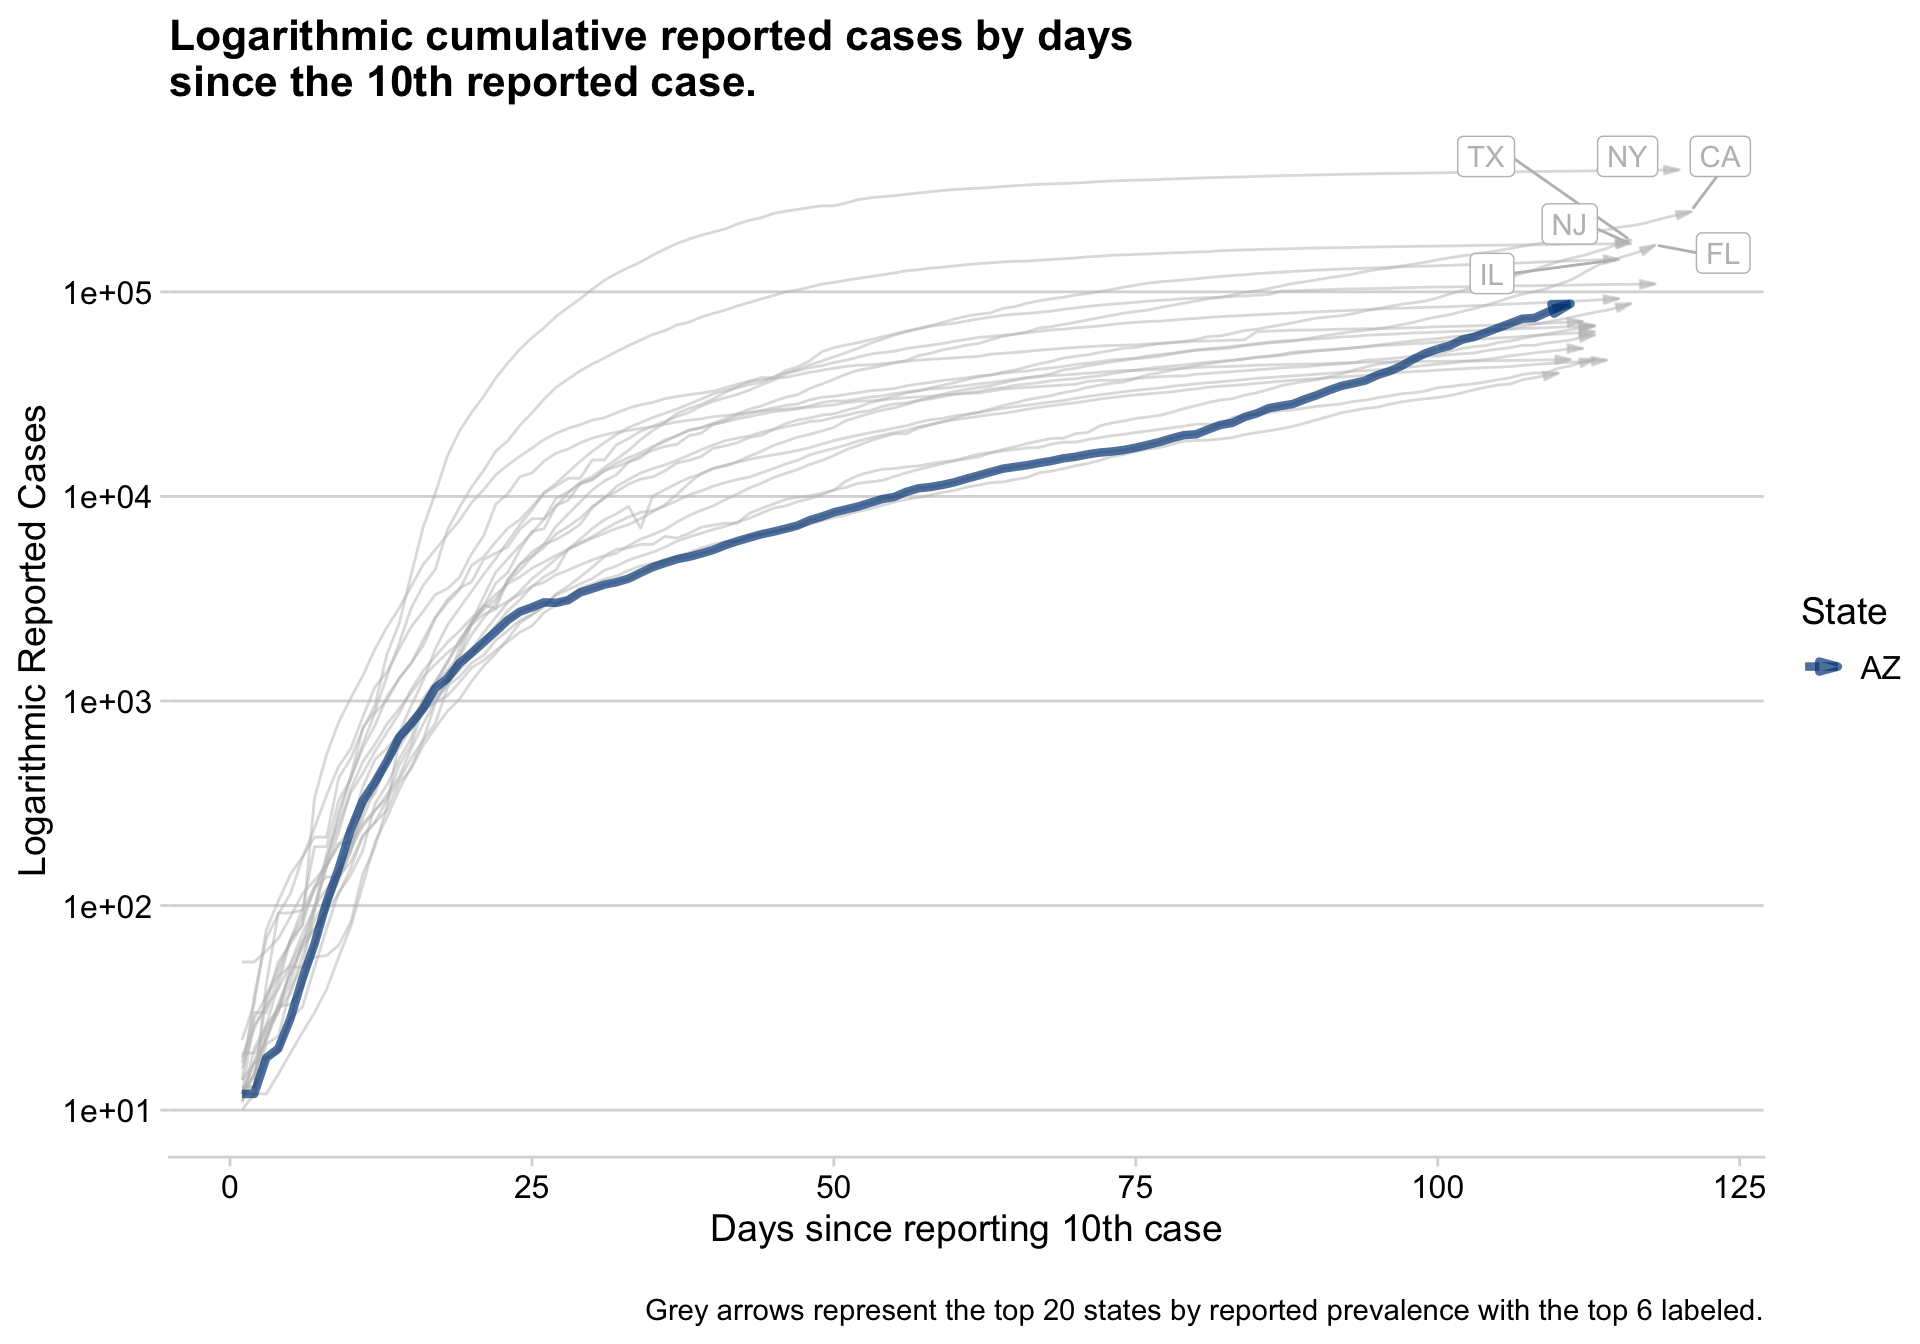 Logarithmic cumulative reported cases by days
since the 10th reported case.
TX
NY
CA
NJ
FL
IL
1e+05
1e+04
1e+03
1e+02
1e+01
Logarithmic Reported Cases
State
AZ
0
25
50
75
100
125
Days since reporting 10th case
Grey arrows represent the top 20 states by reported prevalence with the top 6 labeled.